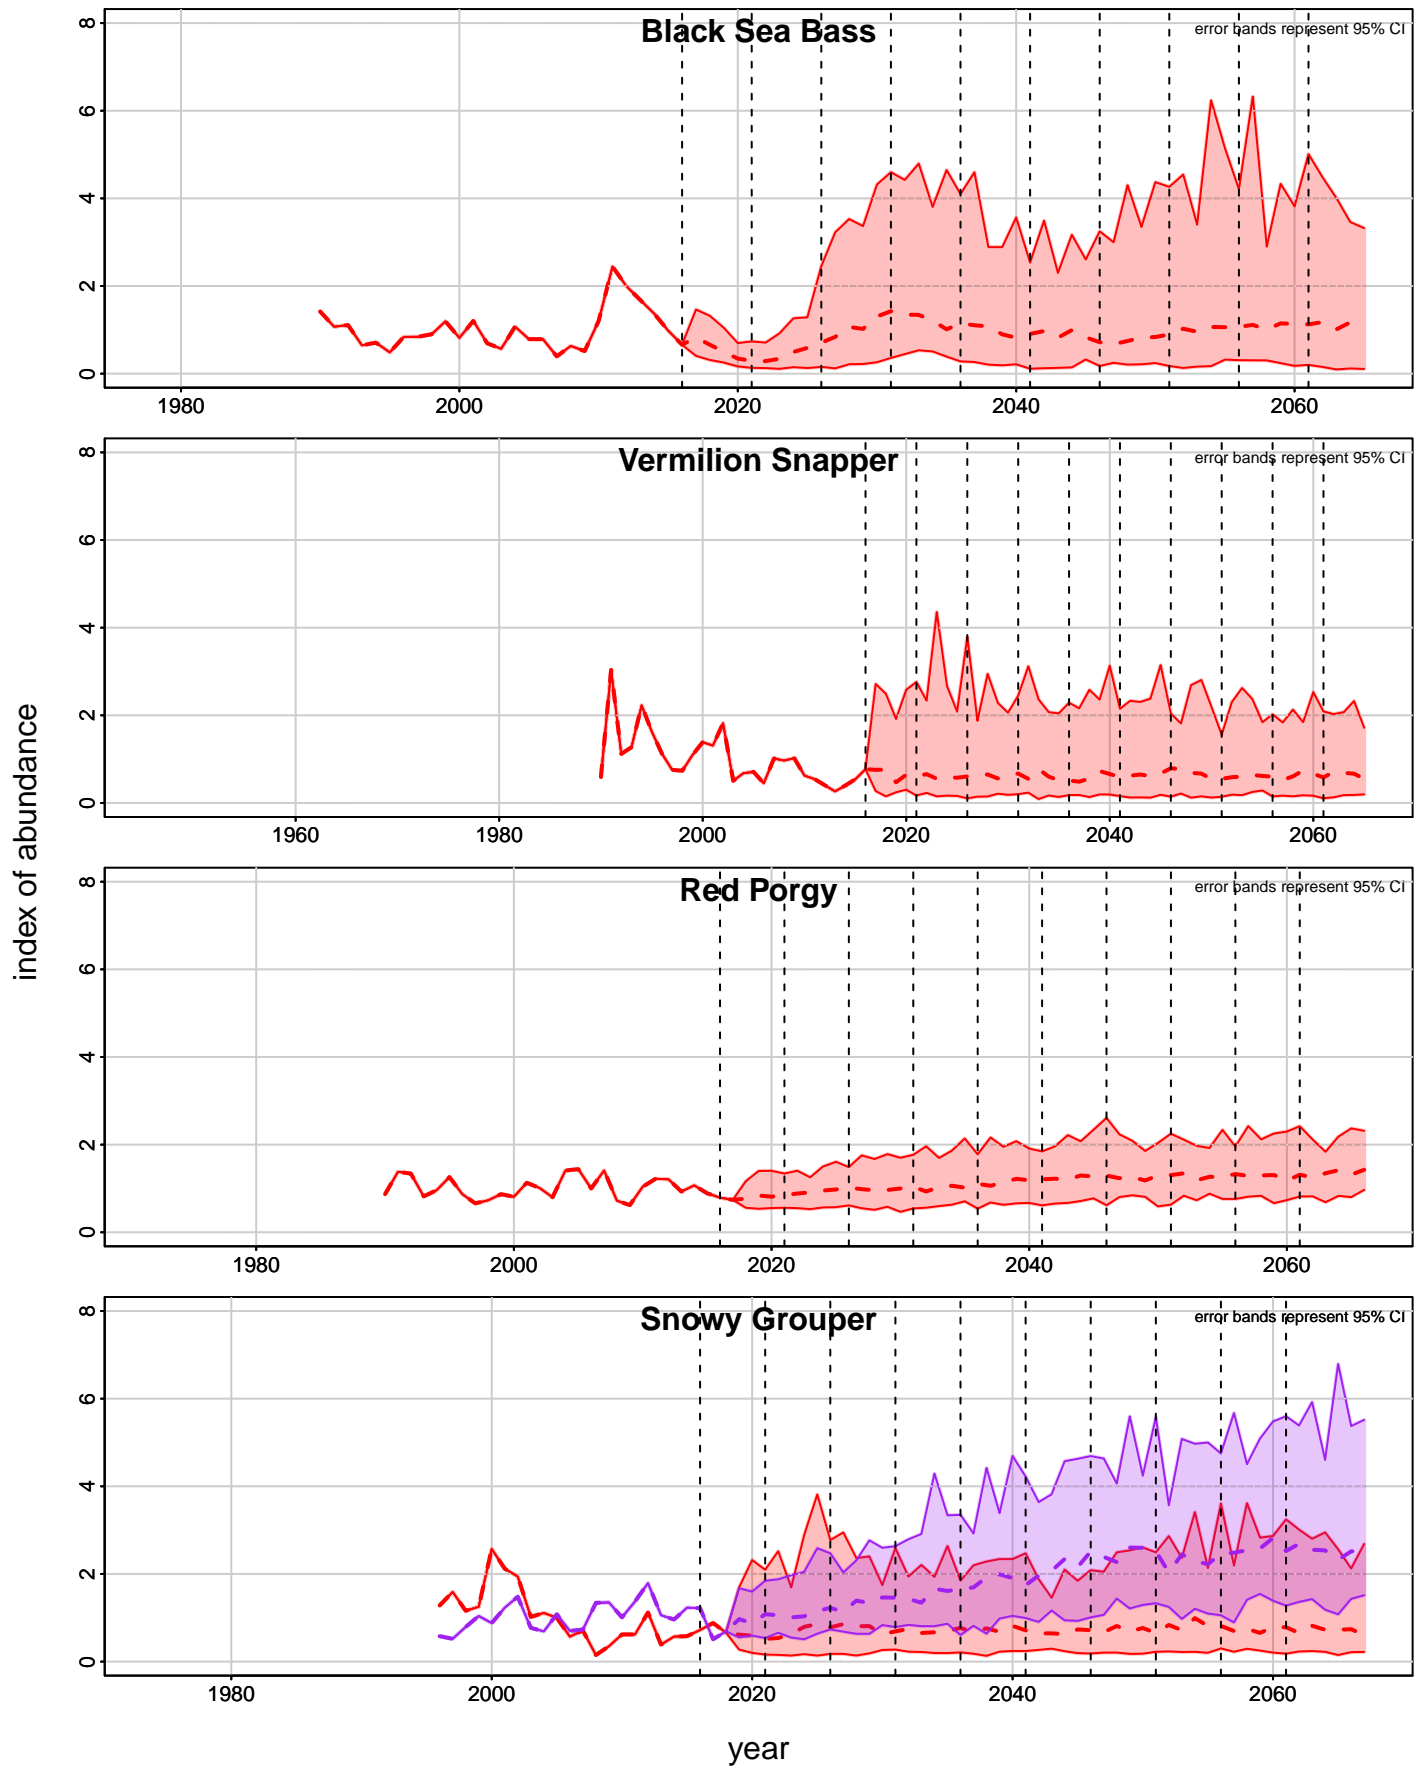 Black Sea Bass
error bands represent 95% CI
8
6
4
2
0
1980 2000 2020 2040 2060
Vermilion Snapper
error bands represent 95% CI
8
6
4
2
0
1960 1980 2000 2020 2040 2060
Red Porgy
error bands represent 95% CI
8
6
4
2
0
1980 2000 2020 2040 2060
Snowy Grouper
error bands represent 95% CI
8
6
4
2
0
1980 2000 2020 2040 2060
index of abundance
year